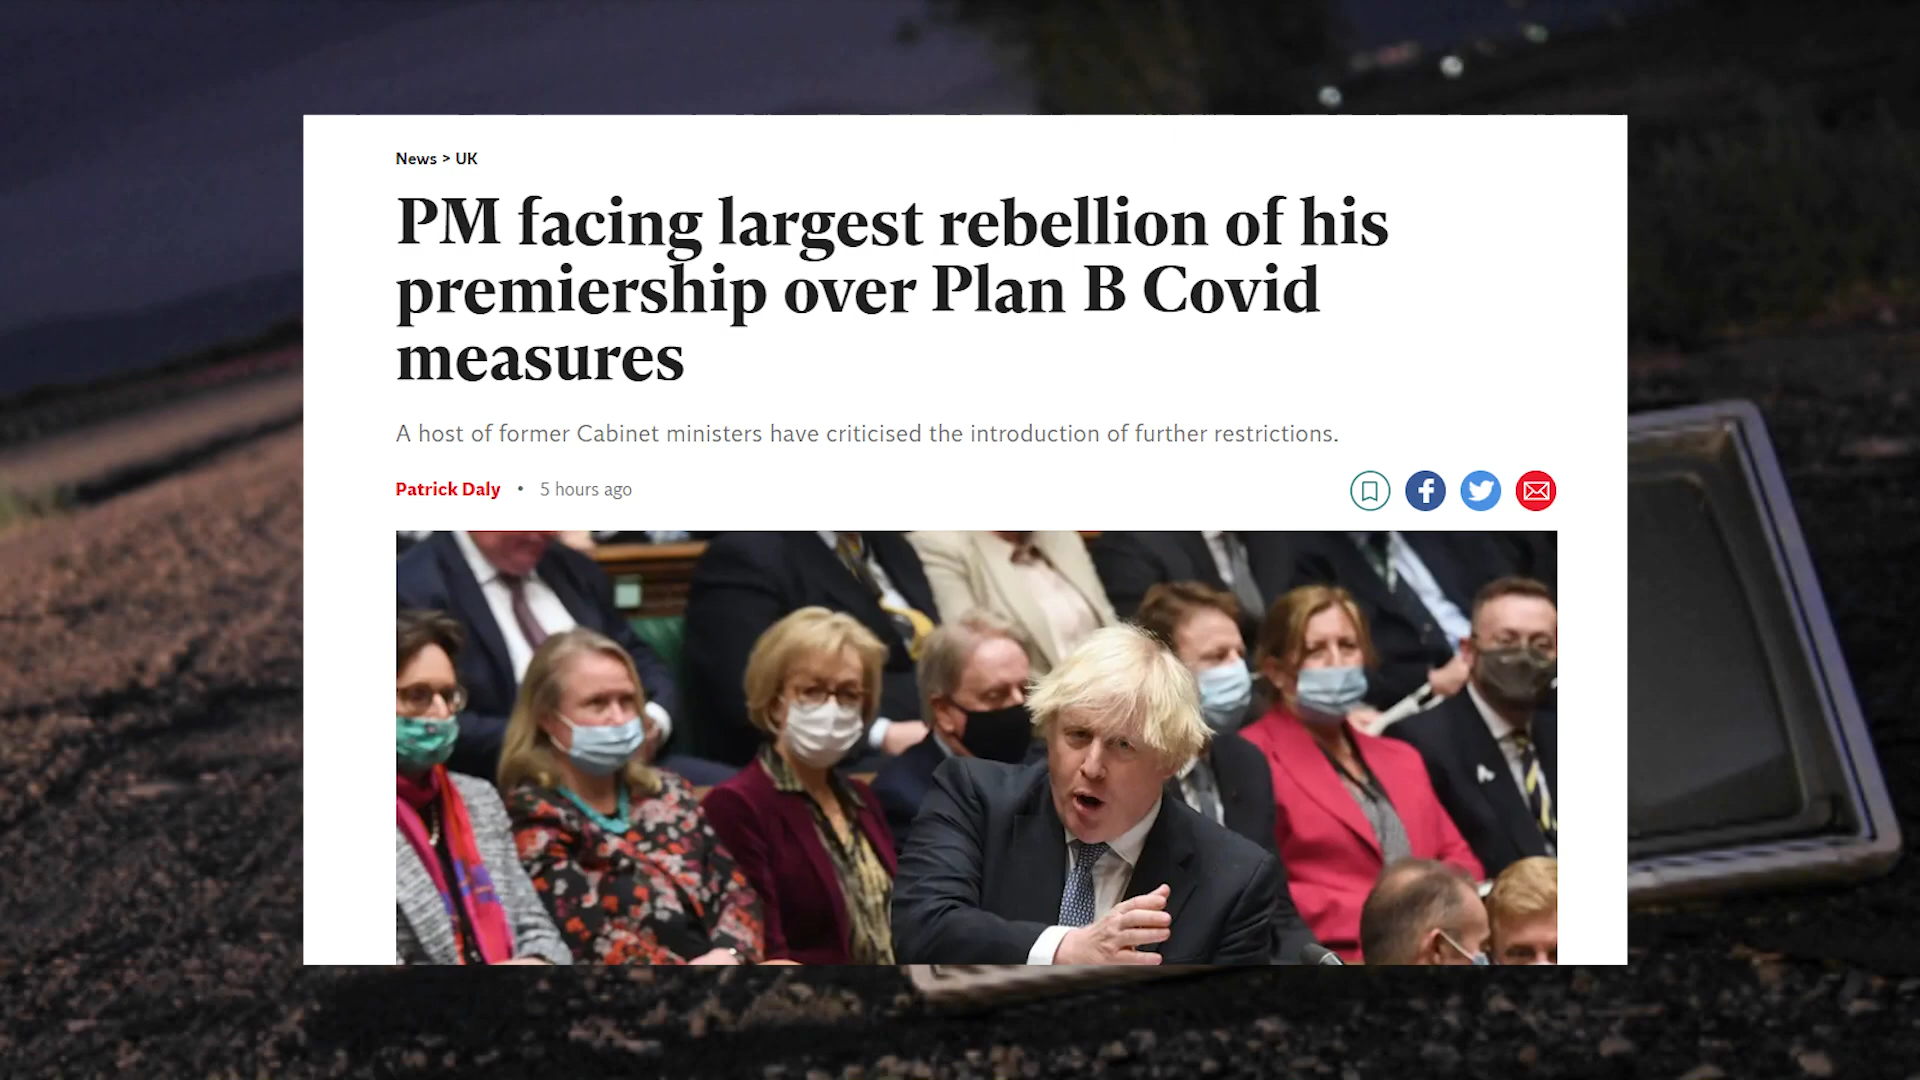 News > UK
PM facing largest rebellion of his
premiership over Plan B Covid
measures
A host of former Cabinet ministers have criticised the introduction of further restrictions.
Patrick Daly • 5 hours ago